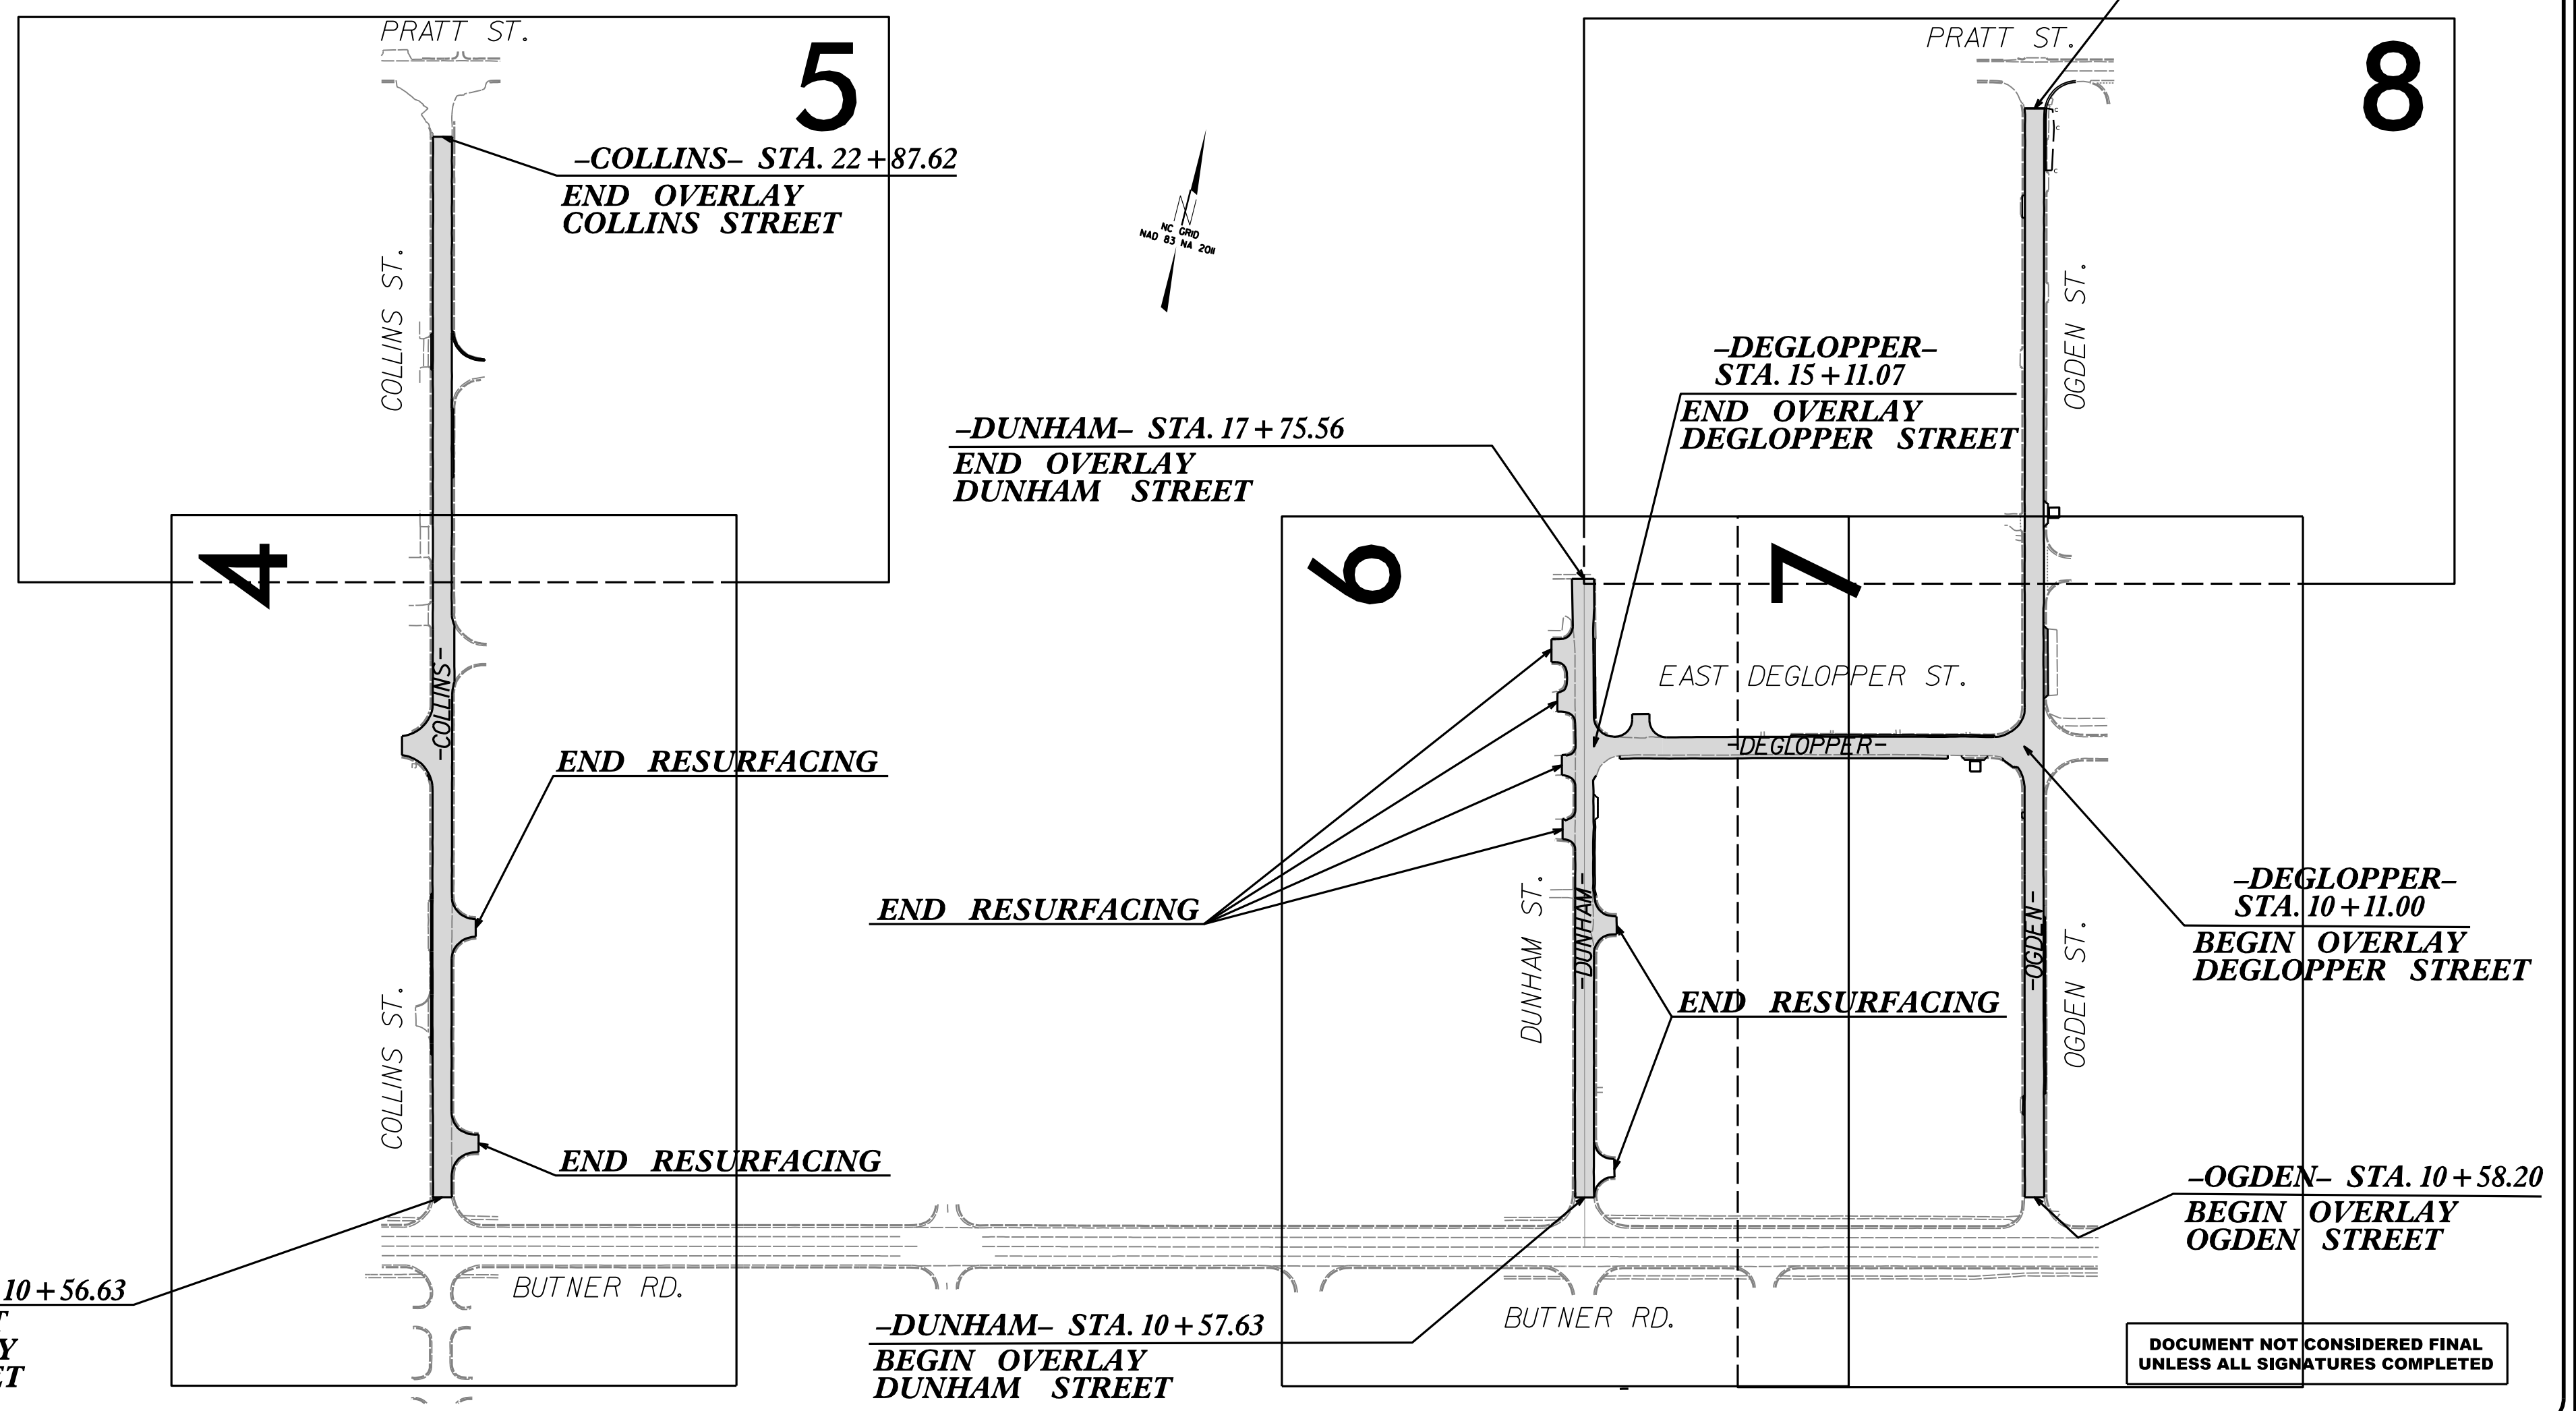 PRATT ST.
5
–COLLINS– STA. 22+87.62
END OVERLAY
COLLINS STREET
COLLINS ST.
N
NC GRID
NAD 83 NA 2011
PRATT ST.
8
OGDEN ST.
–DEGLOPPER–
STA. 15+11.07
END OVERLAY
DEGLOPPER STREET
–DUNHAM– STA. 17+75.56
END OVERLAY
DUNHAM STREET
4
6
7
-COLLINS-
EAST DEGLOPPER ST.
-DEGLOPPER-
END RESURFACING
END RESURFACING
DUNHAM ST.
-DUNHAM-
-OGDEN-
OGDEN ST.
–DEGLOPPER–
STA. 10+11.00
BEGIN OVERLAY
DEGLOPPER STREET
END RESURFACING
COLLINS ST.
END RESURFACING
–OGDEN– STA. 10+58.20
BEGIN OVERLAY
OGDEN STREET
10+56.63
BUTNER RD.
–DUNHAM– STA. 10+57.63
BEGIN OVERLAY
DUNHAM STREET
BUTNER RD.
DOCUMENT NOT CONSIDERED FINAL
UNLESS ALL SIGNATURES COMPLETED